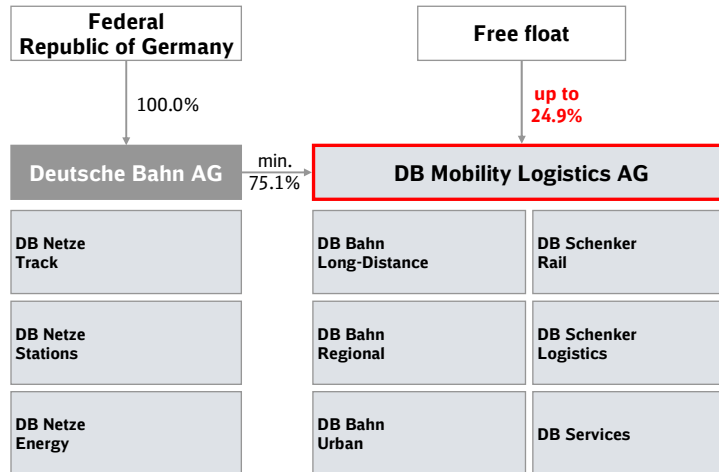 Federal
Republic of Germany
Free float
100.0%
up to
24.9%
Deutsche Bahn AG
min.
75.1%
DB Mobility Logistics AG
DB Netze
Track
DB Bahn
Long-Distance
DB Schenker
Rail
DB Netze
Stations
DB Bahn
Regional
DB Schenker
Logistics
DB Netze
Energy
DB Bahn
Urban
DB Services